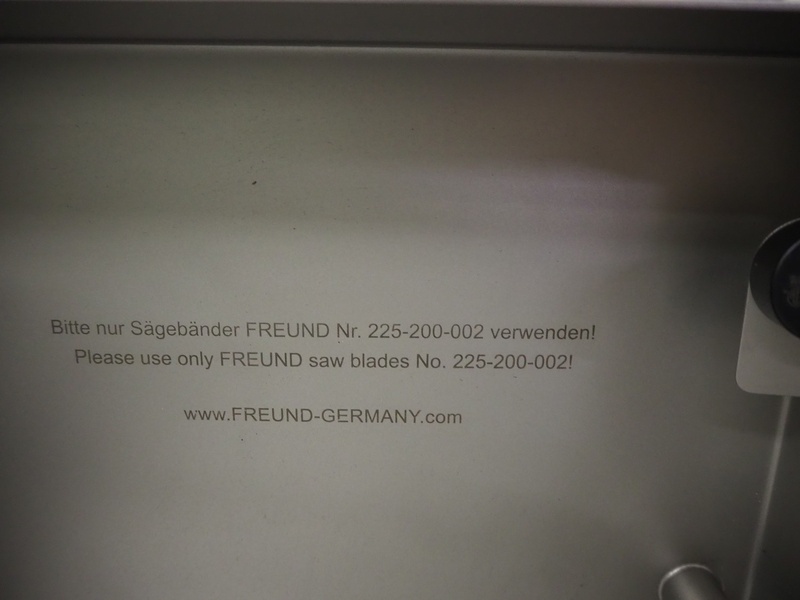 Bitte nur Sägebänder FREUND Nr. 225-200-002 verwenden!
Please use only FREUND saw blades No. 225-200-002!
www.FREUND-GERMANY.com